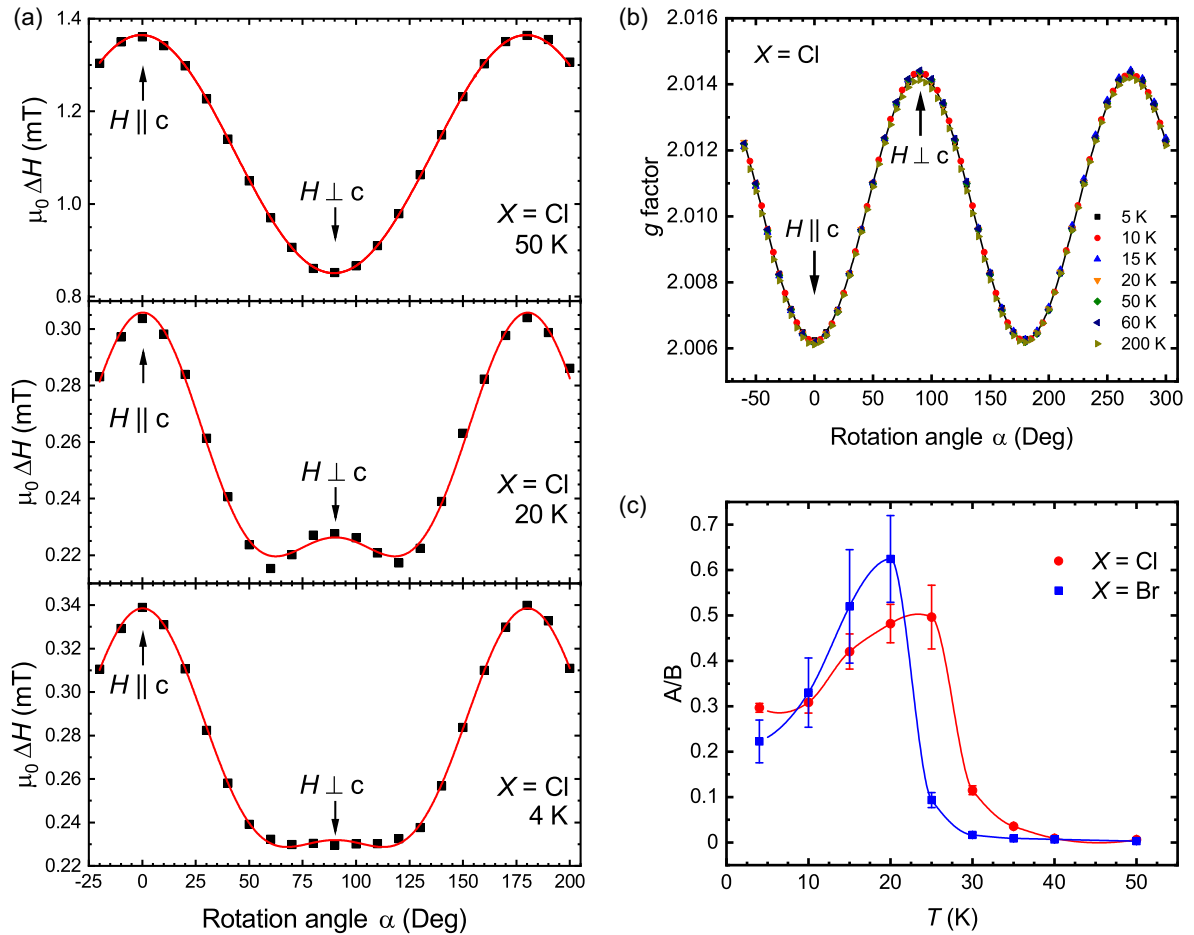 (a)
1.4
1.2
1.0
0.8
μ₀ ΔH (mT)
H || c
H ⊥ c
X = Cl
50 K
0.30
0.28
0.26
0.24
0.22
μ₀ ΔH (mT)
H || c
H ⊥ c
X = Cl
20 K
0.34
0.32
0.30
0.28
0.26
0.24
0.22
μ₀ ΔH (mT)
H || c
H ⊥ c
X = Cl
4 K
-25 0 25 50 75 100 125 150 175 200
Rotation angle α (Deg)
(b)
2.016
2.014
2.012
2.010
2.008
2.006
g factor
X = Cl
H ⊥ c
H || c
5 K
10 K
15 K
20 K
50 K
60 K
200 K
-50 0 50 100 150 200 250 300
Rotation angle α (Deg)
(c)
0.7
0.6
0.5
0.4
0.3
0.2
0.1
0
A/B
X = Cl
X = Br
0 10 20 30 40 50
T (K)